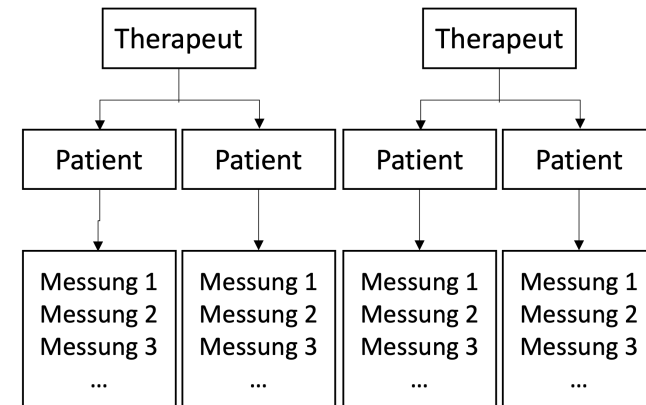 Therapeut
Therapeut
Patient
Patient
Patient
Patient
Messung 1
Messung 2
Messung 3
...
Messung 1
Messung 2
Messung 3
...
Messung 1
Messung 2
Messung 3
...
Messung 1
Messung 2
Messung 3
...